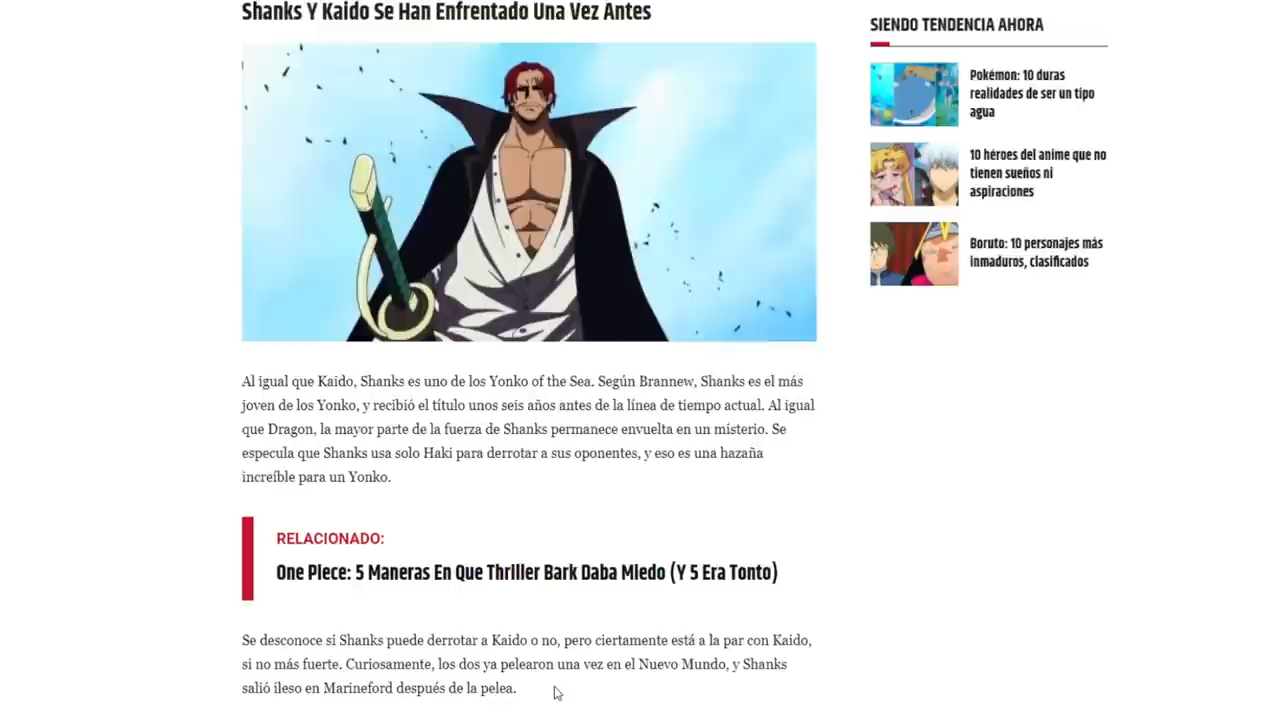 Shanks Y Kaido Se Han Enfrentado Una Vez Antes
Al igual que Kaido, Shanks es uno de los Yonko of the Sea. Según Brannew, Shanks es el más
joven de los Yonko, y recibió el título unos seis años antes de la línea de tiempo actual. Al igual
que Dragon, la mayor parte de la fuerza de Shanks permanece envuelta en un misterio. Se
especula que Shanks usa solo Haki para derrotar a sus oponentes, y eso es una hazaña
increíble para un Yonko.
RELACIONADO:
One Piece: 5 Maneras En Que Thriller Bark Daba Miedo (Y 5 Era Tonto)
Se desconoce si Shanks puede derrotar a Kaido o no, pero ciertamente está a la par con Kaido,
si no más fuerte. Curiosamente, los dos ya pelearon una vez en el Nuevo Mundo, y Shanks
salió ileso en Marineford después de la pelea.
SIENDO TENDENCIA AHORA
Pokémon: 10 duras
realidades de ser un tipo
agua
10 héroes del anime que no
tienen sueños ni
aspiraciones
Boruto: 10 personajes más
inmaduros, clasificados